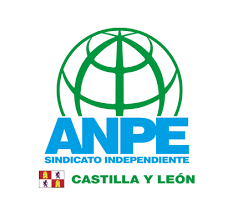 ANPE
SINDICATO INDEPENDIENTE
CASTILLA Y LEÓN